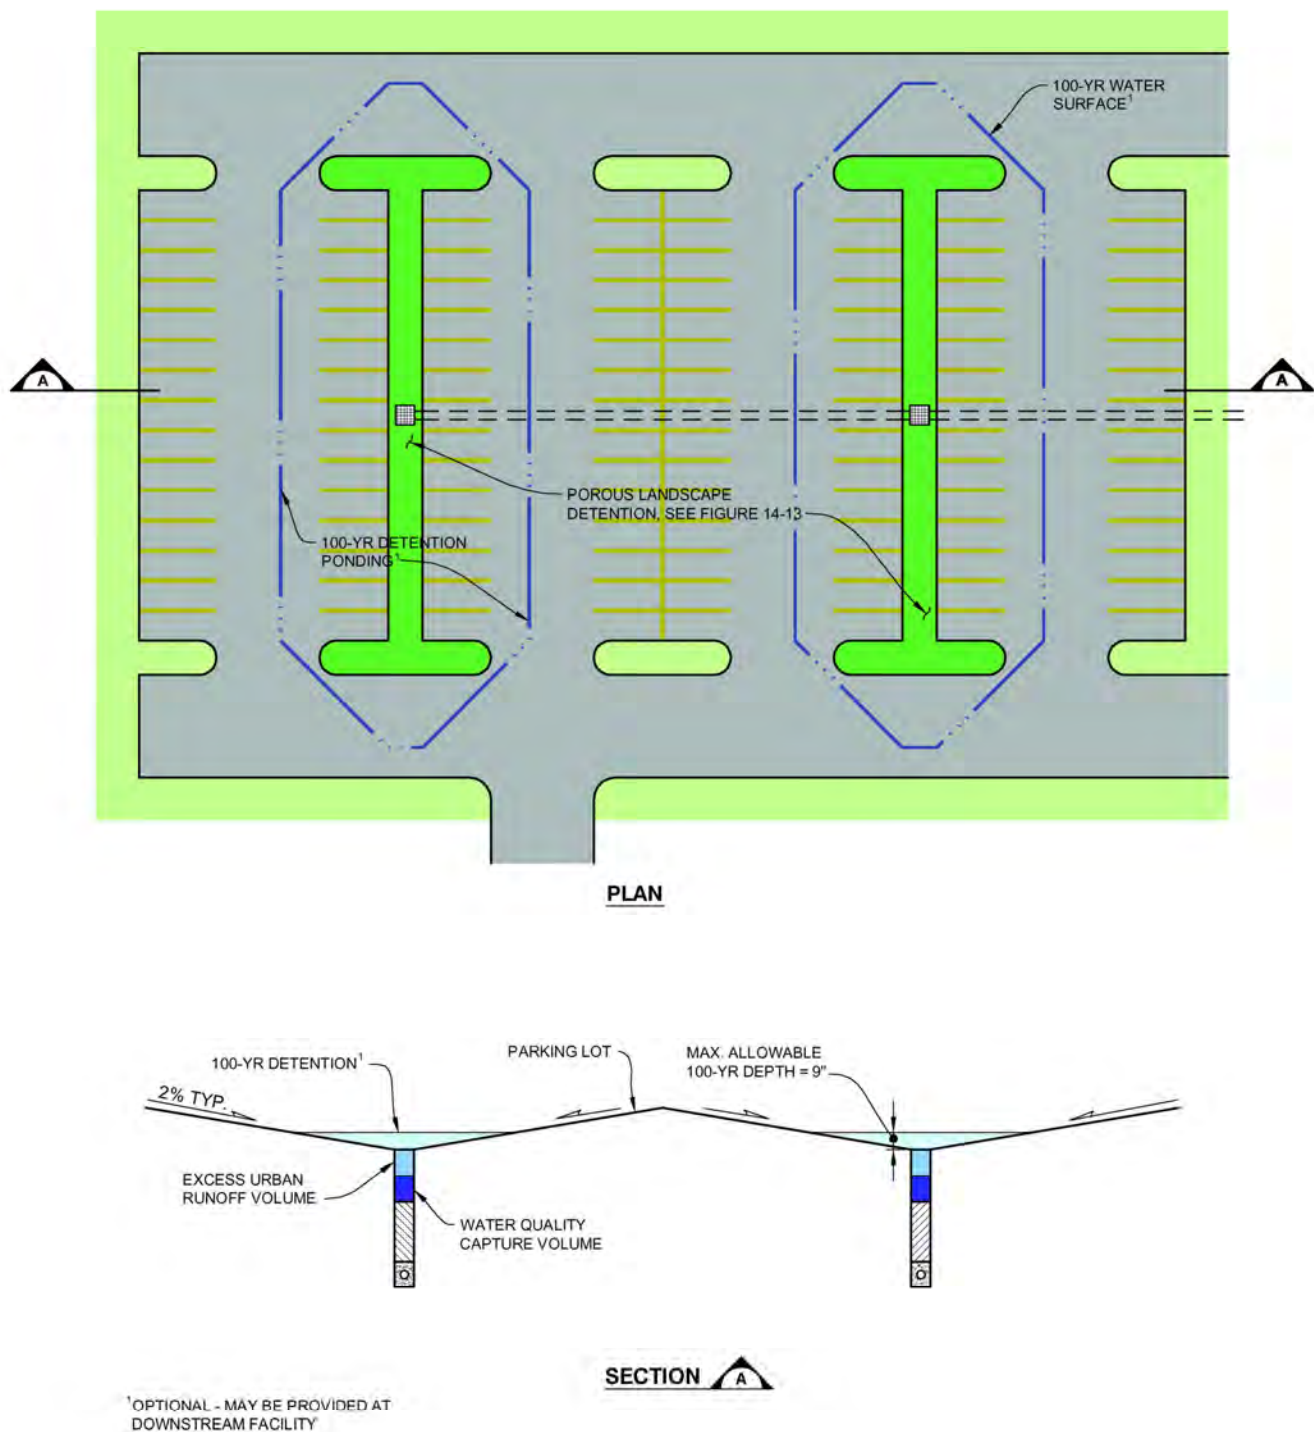 100-YR WATER
SURFACE¹
A
A
POROUS LANDSCAPE
DETENTION, SEE FIGURE 14-13
100-YR DETENTION
PONDING¹
PLAN
100-YR DETENTION¹
PARKING LOT
MAX. ALLOWABLE
100-YR DEPTH = 9"
2% TYP.
EXCESS URBAN
RUNOFF VOLUME
WATER QUALITY
CAPTURE VOLUME
SECTION A
¹OPTIONAL - MAY BE PROVIDED AT
DOWNSTREAM FACILITY